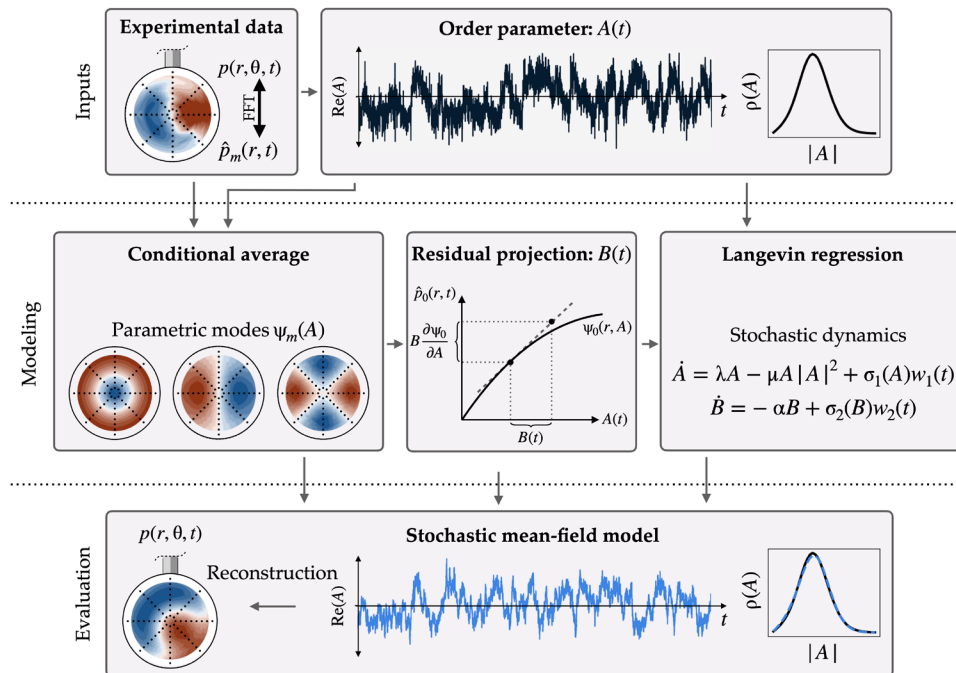 Inputs
Experimental data
p(r, θ, t)
FFT
p̂ₘ(r, t)
Order parameter: A(t)
Re(A)
t
ρ(A)
|A|
Modeling
Conditional average
Parametric modes ψₘ(A)
Residual projection: B(t)
p̂₀(r, t)
ψ₀(r, A)
B ∂ψ₀/∂A
A(t)
B(t)
Langevin regression
Stochastic dynamics
Ȧ = λA − μA|A|² + σ₁(A)w₁(t)
Ḃ = − αB + σ₂(B)w₂(t)
Evaluation
p(r, θ, t)
Reconstruction
Stochastic mean-field model
Re(A)
t
ρ(A)
|A|